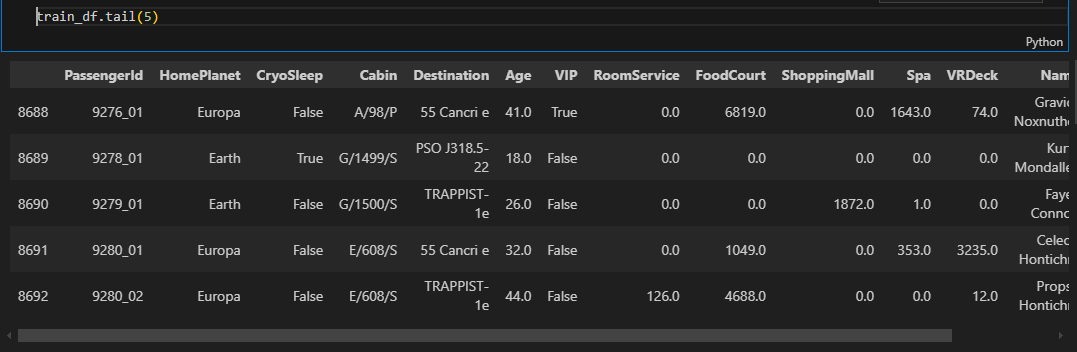 train_df.tail(5)
Python
PassengerId HomePlanet CryoSleep Cabin Destination Age VIP RoomService FoodCourt ShoppingMall Spa VRDeck
8688 9276_01 Europa False A/98/P 55 Cancri e 41.0 True 0.0 6819.0 0.0 1643.0 74.0
8689 9278_01 Earth True G/1499/S PSO J318.5-22 18.0 False 0.0 0.0 0.0 0.0 0.0 Kur
8690 9279_01 Earth False G/1500/S TRAPPIST-1e 26.0 False 0.0 0.0 1872.0 1.0 0.0 Faye
8691 9280_01 Europa False E/608/S 55 Cancri e 32.0 False 0.0 1049.0 0.0 353.0 3235.0 Celec
8692 9280_02 Europa False E/608/S TRAPPIST-1e 44.0 False 126.0 4688.0 0.0 0.0 12.0 Props